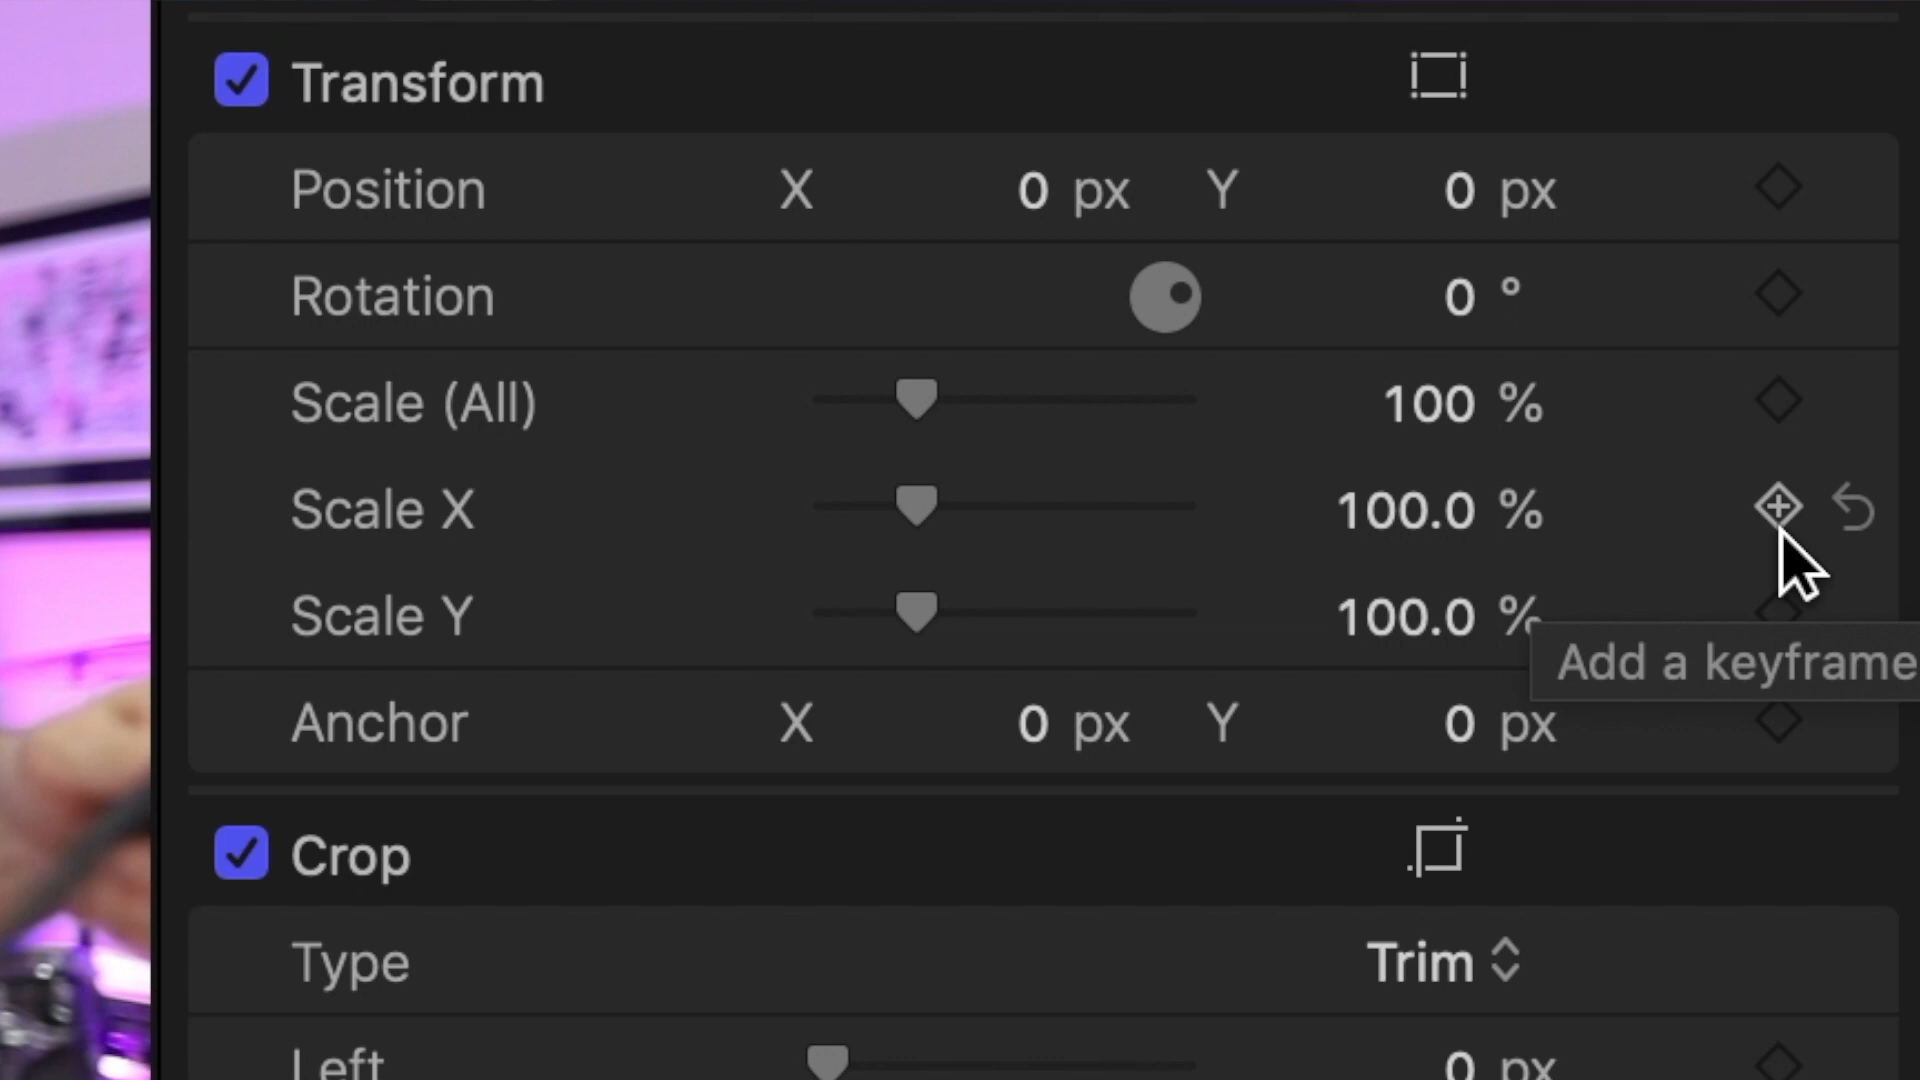 Transform
Position X 0 px Y 0 px
Rotation 0 °
Scale (All) 100 %
Scale X 100.0 %
Scale Y 100.0 %
Add a keyframe
Anchor X 0 px Y 0 px
Crop
Type Trim
Left 0 px